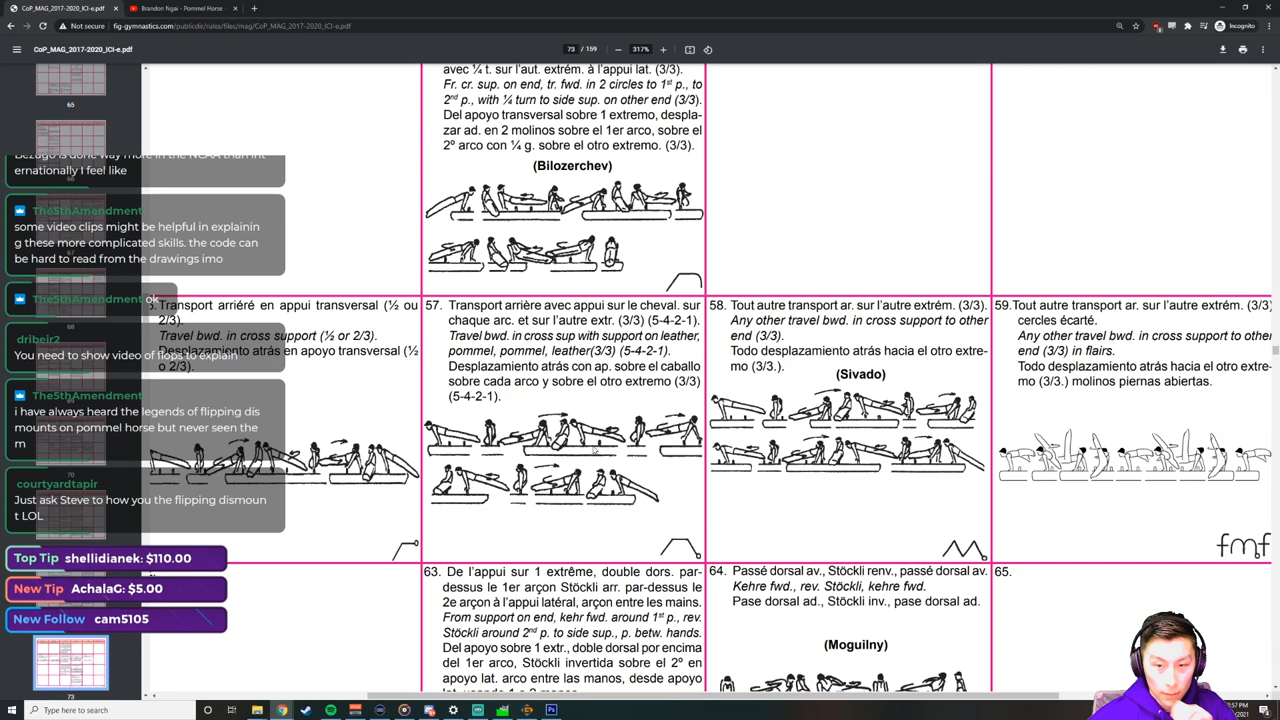 CoP_MAG_2017-2020_ICI-e.pdf
Brandon Ngai - Pommel Horse -
Not secure | fig-gymnastics.com/publicdir/rules/files/mag/CoP_MAG_2017-2020_ICI-e.pdf
Incognito
CoP_MAG_2017-2020_ICI-e.pdf
73 / 159
317%
65
Bezugo is done way more in the NCAA than int
ernationally I feel like
66
The5thAmendment
some video clips might be helpful in explainin
g these more complicated skills. the code can
be hard to read from the drawings imo
67
The5thAmendment ok
68
dribeir2
You need to show video of flops to explain
The5thAmendment
i have always heard the legends of flipping dis
mounts on pommel horse but never seen the
m
70
courtyardtapir
Just ask Steve to how you the flipping dismoun
t LOL
Top Tip shellidianek: $110.00
New Tip AchalaG: $5.00
New Follow cam5105
73
avec ¼ t. sur l'aut. extrém. à l'appui lat. (3/3).
Fr. cr. sup. on end, tr. fwd. in 2 circles to 1st p., to
2nd p., with ¼ turn to side sup. on other end (3/3).
Del apoyo transversal sobre 1 extremo, despla-
zar ad. en 2 molinos sobre el 1er arco, sobre el
2º arco con ¼ g. sobre el otro extremo. (3/3).
(Bilozerchev)
Transport arriéré en appui transversal (½ ou
2/3).
Travel bwd. in cross support (½ or 2/3).
Desplazamiento atrás en apoyo transversal (½
o 2/3).
57. Transport arrière avec appui sur le cheval. sur
chaque arc. et sur l'autre extr. (3/3) (5-4-2-1).
Travel bwd. in cross sup with support on leather,
pommel, pommel, leather(3/3) (5-4-2-1).
Desplazamiento atrás con ap. sobre el caballo
sobre cada arco y sobre el otro extremo (3/3)
(5-4-2-1).
58. Tout autre transport ar. sur l'autre extrém. (3/3).
Any other travel bwd. in cross support to other
end (3/3).
Todo desplazamiento atrás hacia el otro extre-
mo (3/3.).
(Sivado)
59.Tout autre transport ar. sur l'autre extrém. (3/3)
cercles écarté.
Any other travel bwd. in cross support to other
end (3/3) in flairs.
Todo desplazamiento atrás hacia el otro extre-
mo (3/3.) molinos piernas abiertas.
63. De l'appui sur 1 extrême, double dors. par-
dessus le 1er arçon Stöckli arr. par-dessus le
2e arçon à l'appui latéral, arçon entre les mains.
From support on end, kehre fwd. around 1st p., rev.
Stöckli around 2nd p. to side sup., p. betw. hands.
Del apoyo sobre 1 extr., doble dorsal por encima
del 1er arco, Stöckli invertida sobre el 2º en
apoyo lat. arco entre las manos, desde apoyo
64. Passé dorsal av., Stöckli renv., passé dorsal av.
Kehre fwd., rev. Stöckli, kehre fwd.
Pase dorsal ad., Stöckli inv., pase dorsal ad.
(Moguilny)
65.
Type here to search